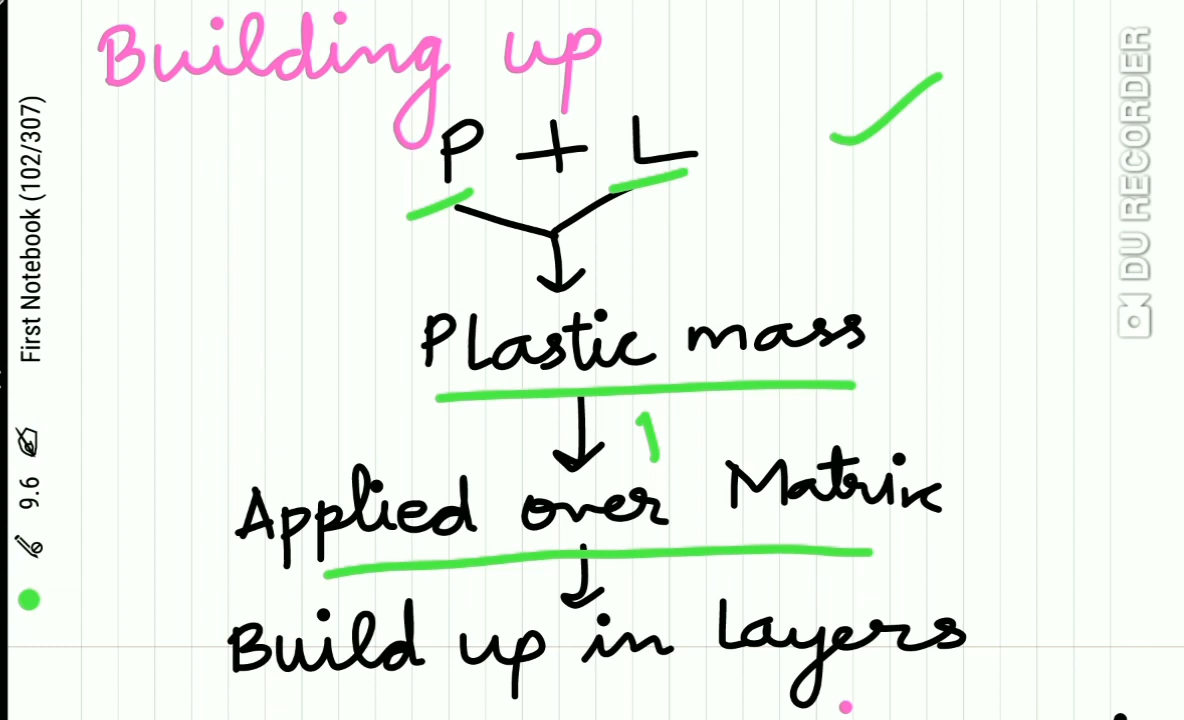 Building up
P + L
Plastic mass
1
Applied over Matrix
Build up in layers
First Notebook (102/307)
9.6
DU RECORDER